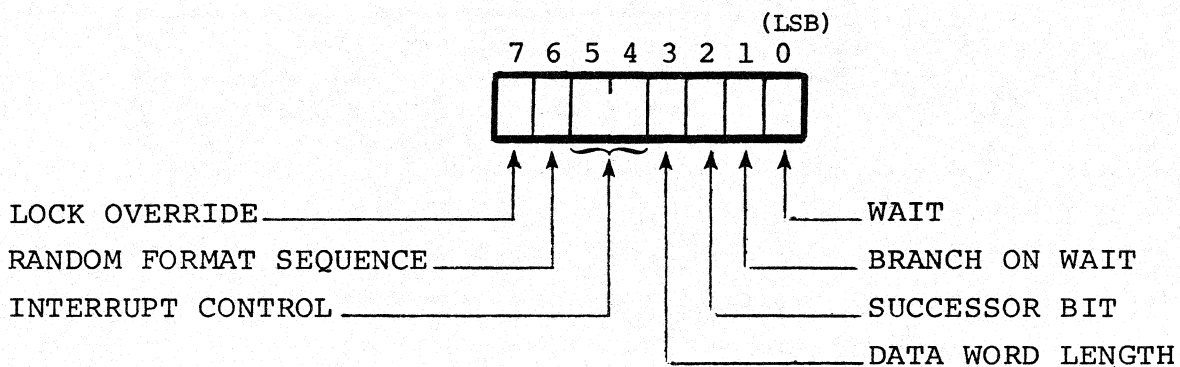 (LSB)
7 6 5 4 3 2 1 0
LOCK OVERRIDE
WAIT
RANDOM FORMAT SEQUENCE
BRANCH ON WAIT
INTERRUPT CONTROL
SUCCESSOR BIT
DATA WORD LENGTH